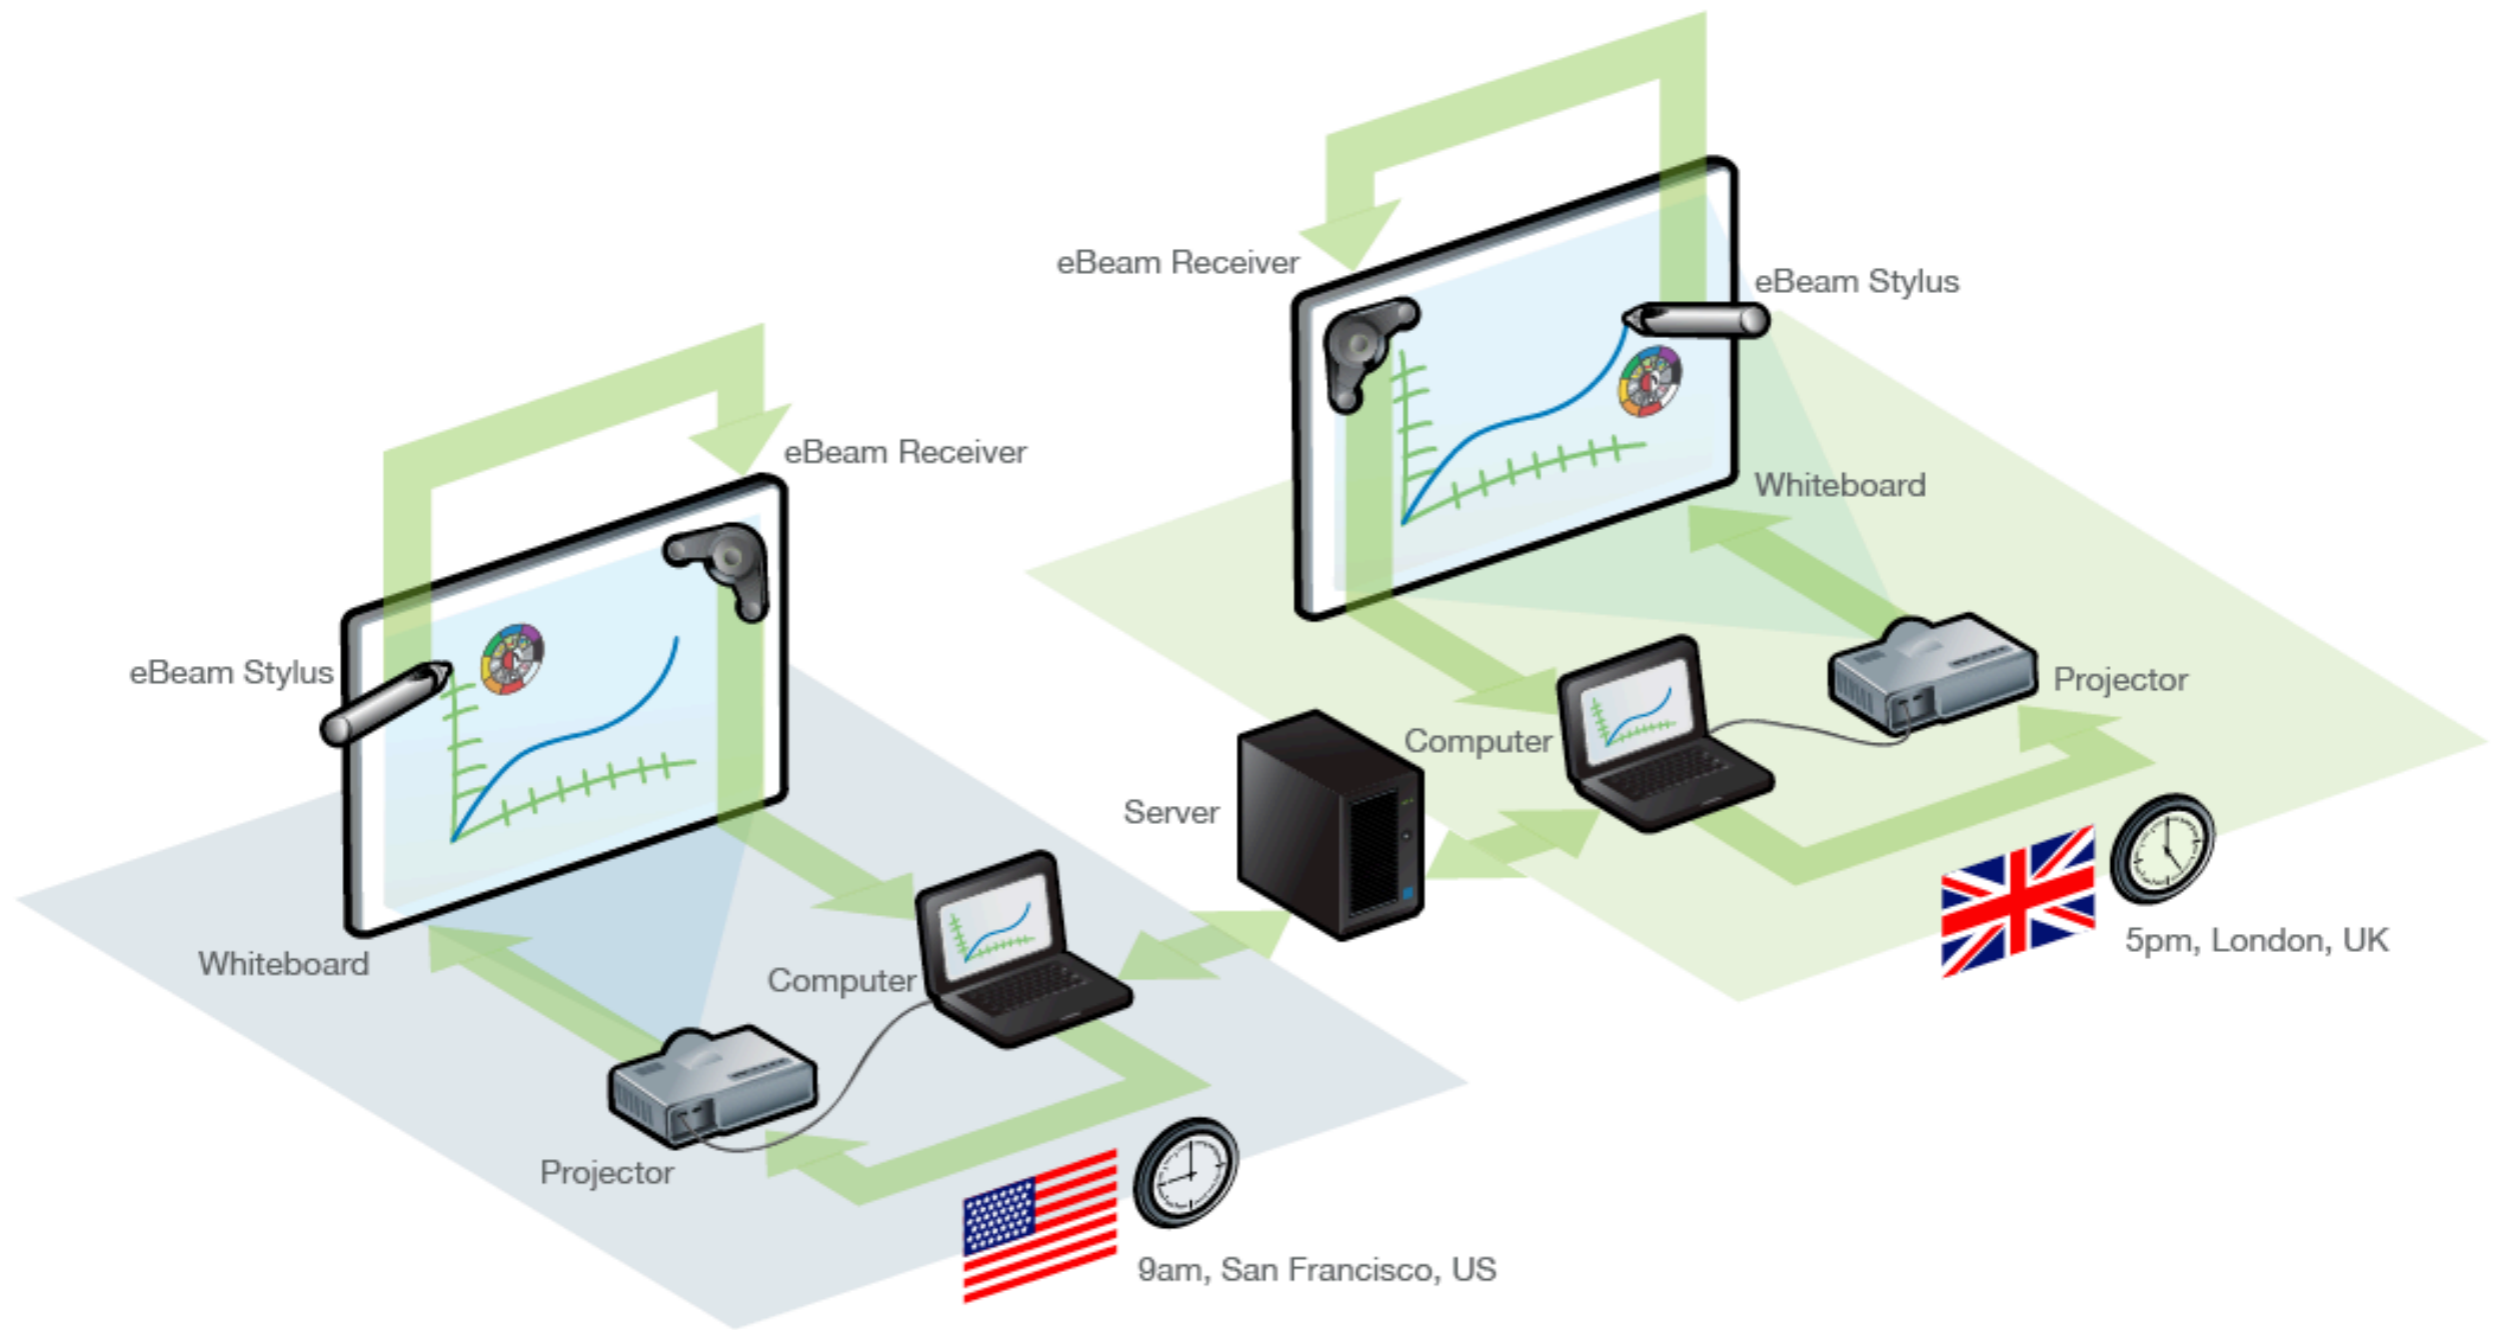 eBeam Receiver
eBeam Stylus
Whiteboard
Projector
Computer
5pm, London, UK
Server
eBeam Receiver
eBeam Stylus
Whiteboard
Computer
Projector
9am, San Francisco, US